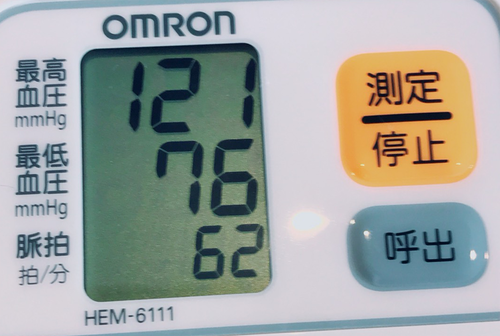 OMRON
最高
血圧
mmHg
121
最低
血圧
mmHg
76
脈拍
拍/分
62
HEM-6111
測定
停止
呼出